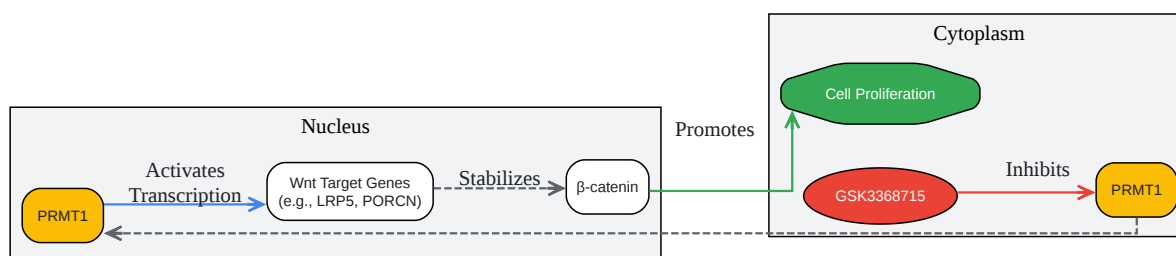 Cytoplasm
Cell Proliferation
Nucleus
Promotes
Activates
Transcription
Wnt Target Genes
(e.g., LRP5, PORCN)
Stabilizes
β-catenin
PRMT1
GSK3368715
Inhibits
PRMT1